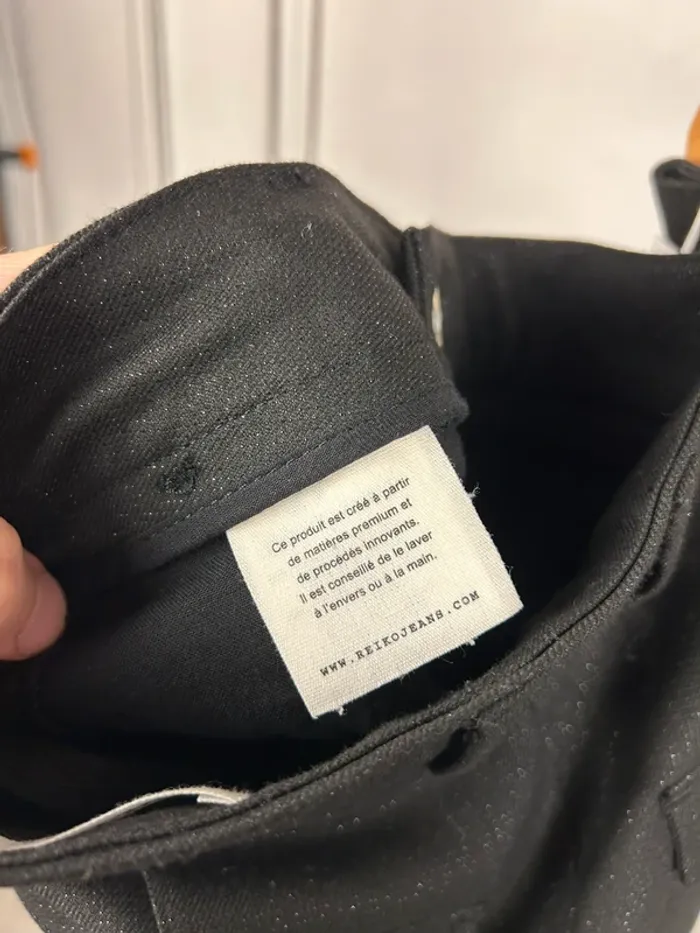 Ce produit est créé à partir
de matières premium et
de procédés innovants.
Il est conseillé de le laver
à l'envers ou à la main.
WWW.REIKOJEANS.COM